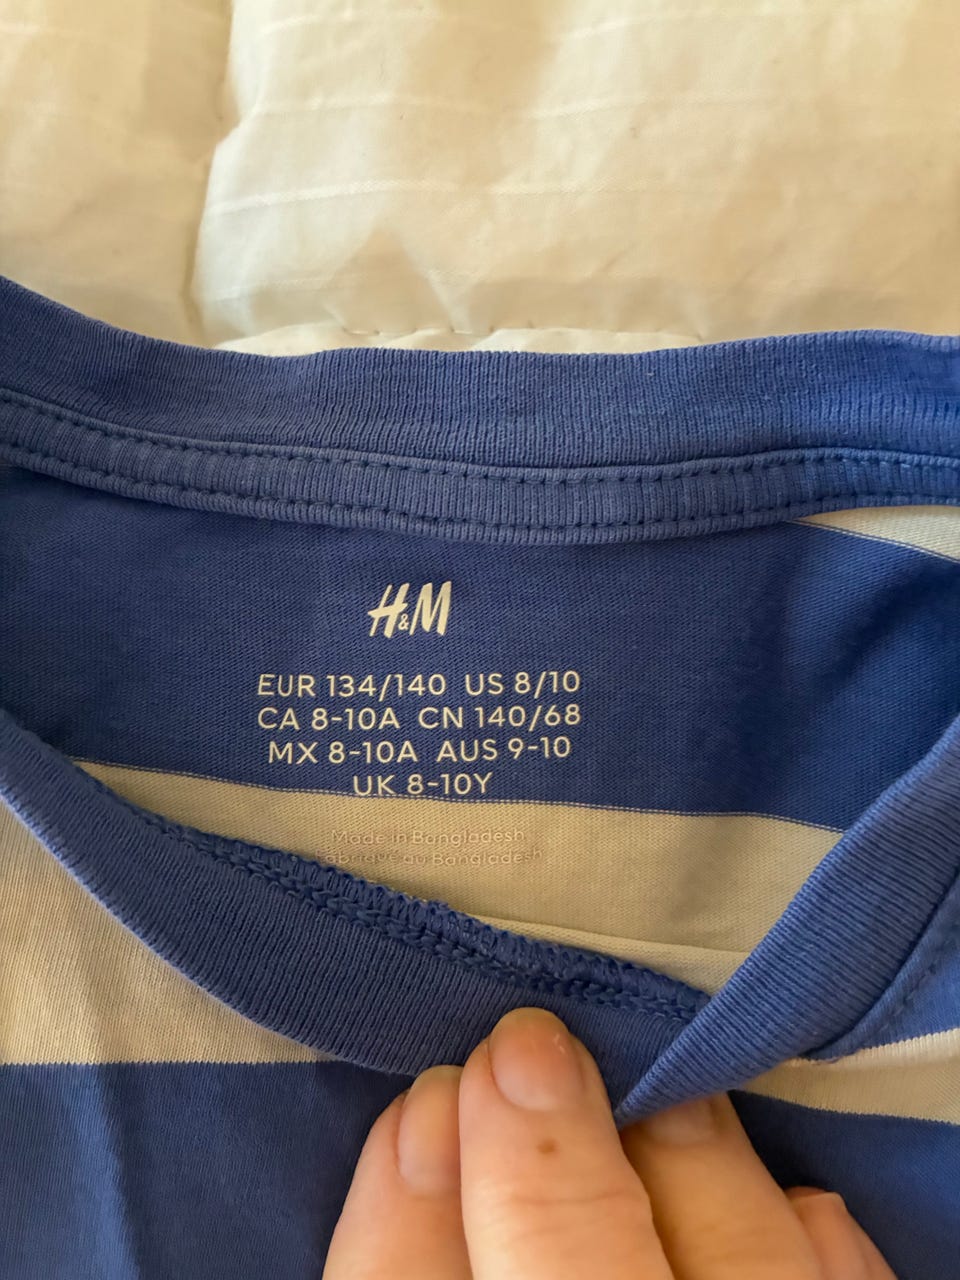 H&M
EUR 134/140 US 8/10
CA 8-10A CN 140/68
MX 8-10A AUS 9-10
UK 8-10Y
Made in Bangladesh
Fabriqué au Bangladesh